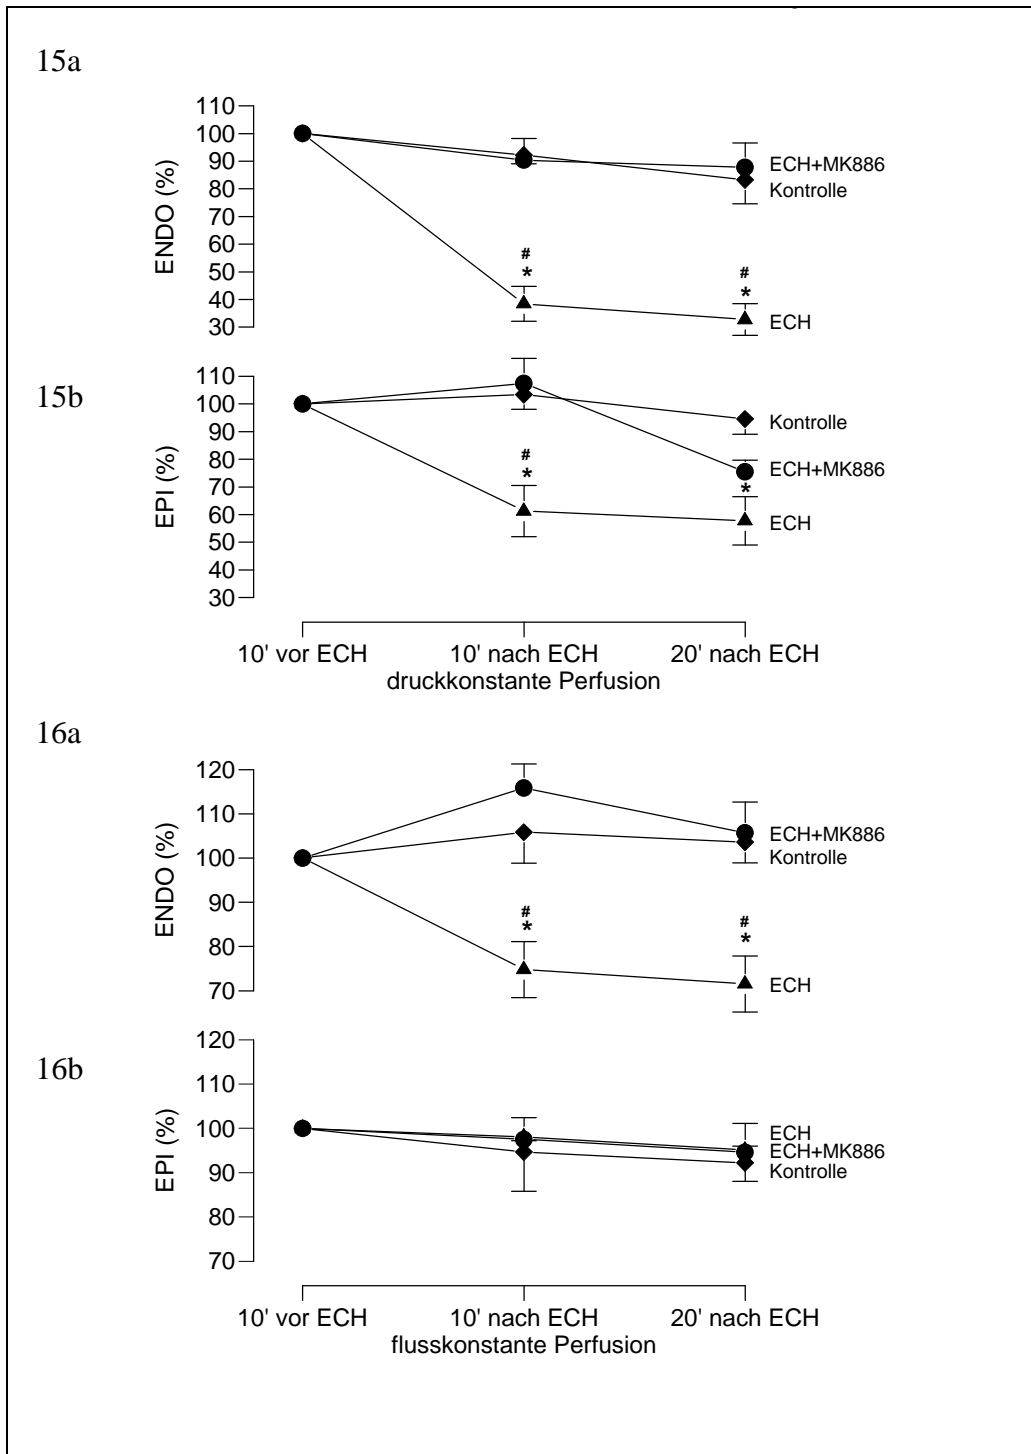 15a
110
100
90
80
70
60
50
40
30
ENDO (%)
#
*
#
*
ECH+MK886
Kontrolle
ECH
15b
110
100
90
80
70
60
50
40
30
EPI (%)
#
*
Kontrolle
ECH+MK886
*
ECH
10' vor ECH 10' nach ECH 20' nach ECH
druckkonstante Perfusion
16a
120
110
100
90
80
70
ENDO (%)
#
*
#
*
ECH+MK886
Kontrolle
ECH
16b
120
110
100
90
80
70
EPI (%)
ECH
ECH+MK886
Kontrolle
10' vor ECH 10' nach ECH 20' nach ECH
flusskonstante Perfusion